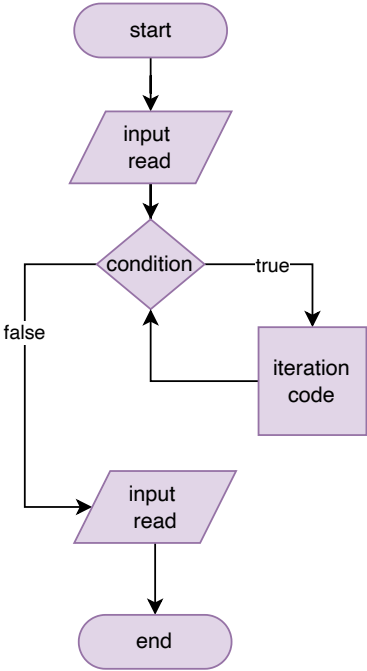 start
input
read
condition
true
false
iteration
code
input
read
end